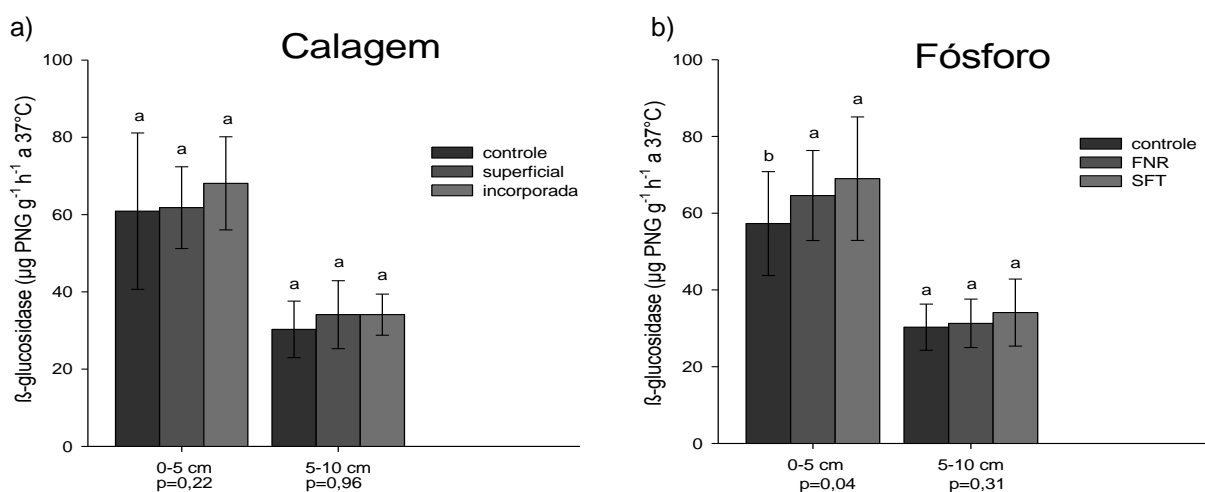 a)
Calagem
ß-glucosidase (µg PNG g⁻¹ h⁻¹ a 37°C)
100
80
60
40
20
0
a
a
a
a
a
a
controle
superficial
incorporada
0-5 cm
p=0,22
5-10 cm
p=0,96
b)
Fósforo
ß-glucosidase (µg PNG g⁻¹ h⁻¹ a 37°C)
100
80
60
40
20
0
b
a
a
a
a
a
controle
FNR
SFT
0-5 cm
p=0,04
5-10 cm
p=0,31